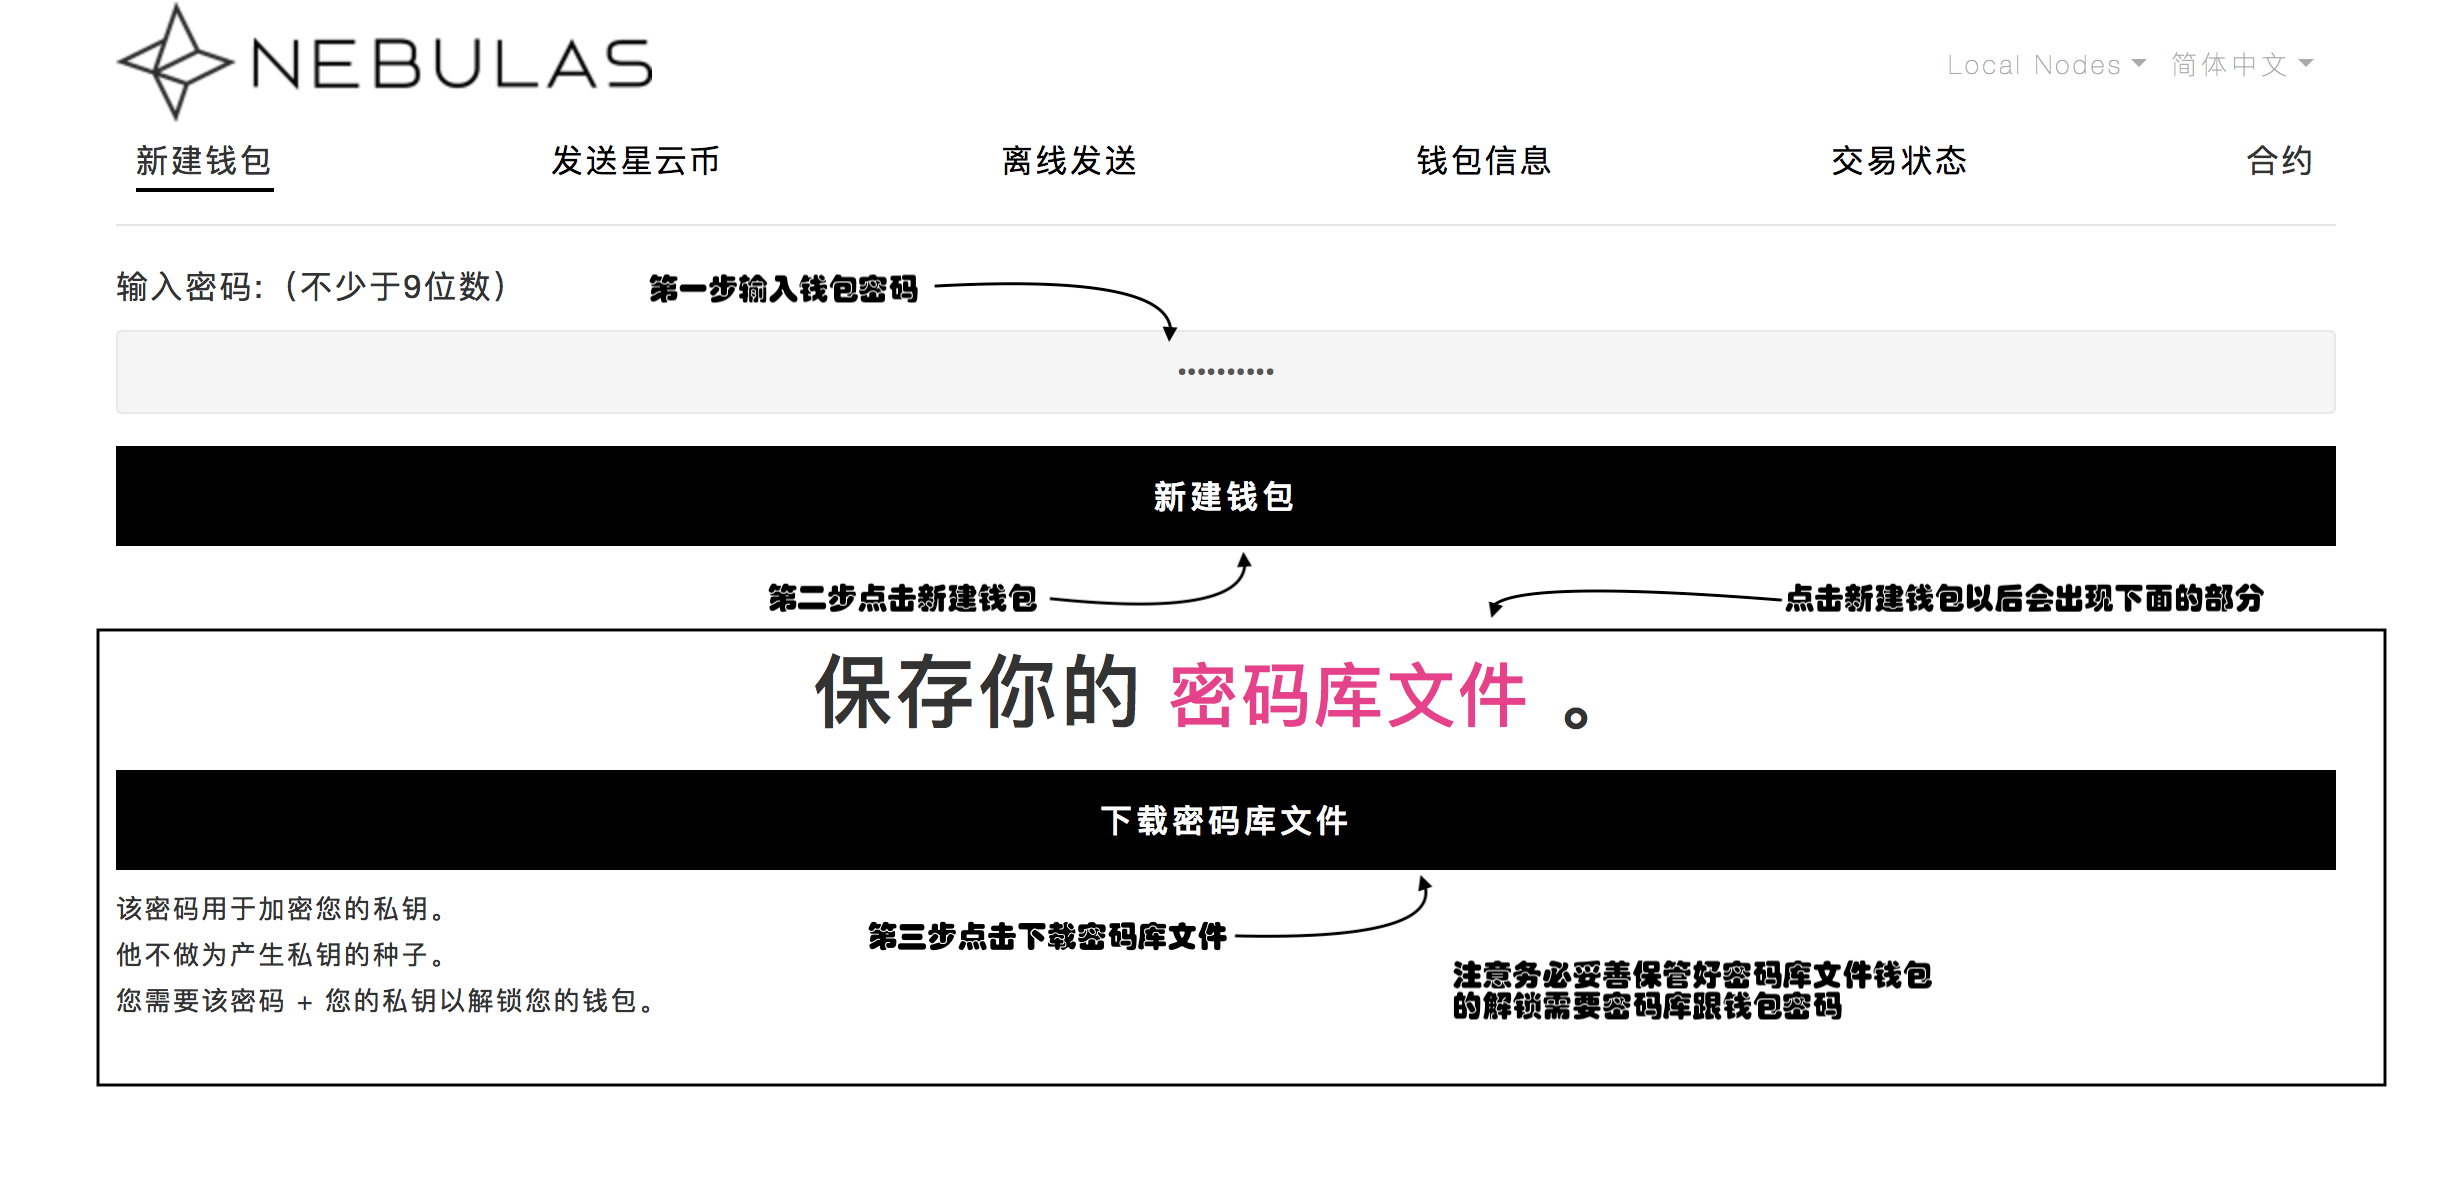 NEBULAS
Local Nodes 简体中文
新建钱包 发送星云币 离线发送 钱包信息 交易状态 合约
输入密码:（不少于9位数）
第一步输入钱包密码
••••••••••
新建钱包
第二步点击新建钱包
点击新建钱包以后会出现下面的部分
保存你的 密码库文件 。
下载密码库文件
该密码用于加密您的私钥。
他不做为产生私钥的种子。
您需要该密码 + 您的私钥以解锁您的钱包。
第三步点击下载密码库文件
注意务必妥善保管好密码库文件钱包
的解锁需要密码库跟钱包密码